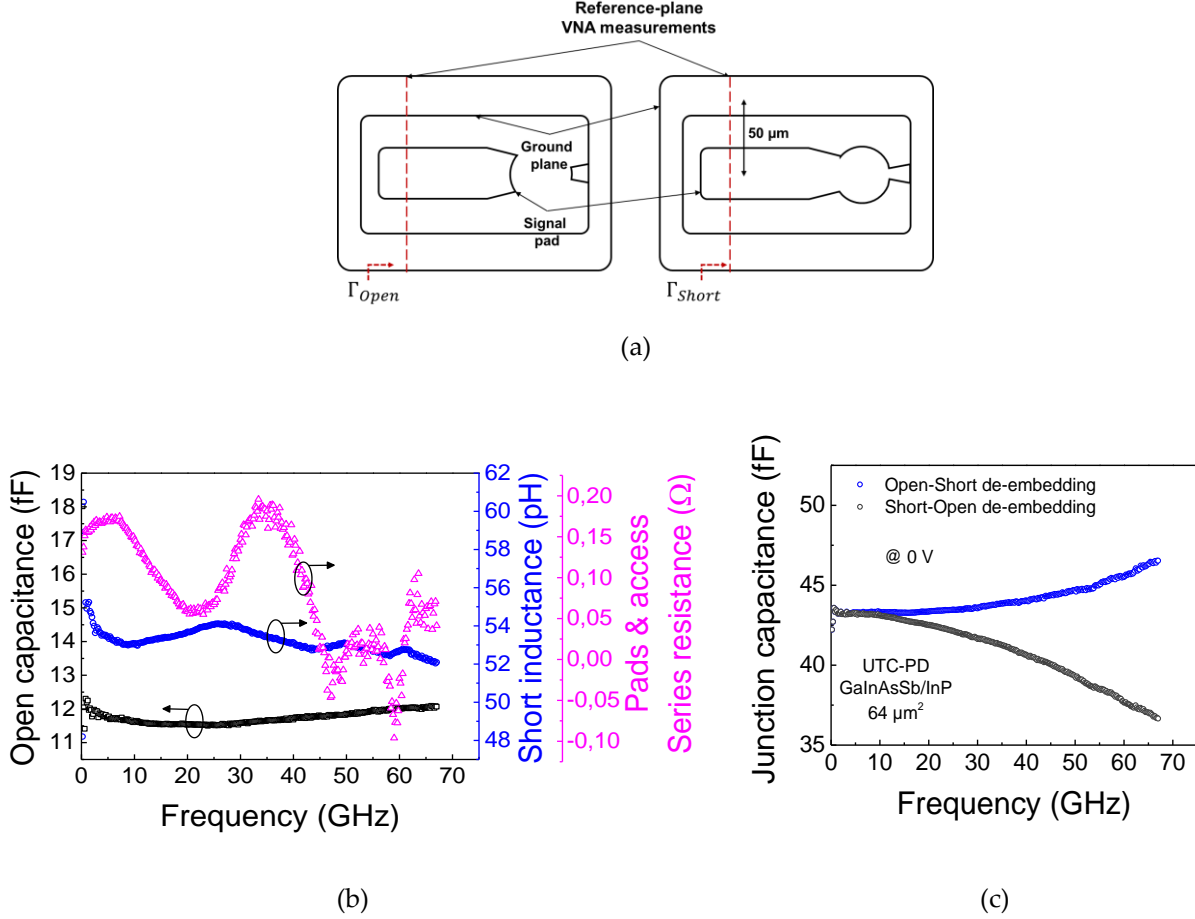 Reference-plane
VNA measurements
50 µm
Ground
plane
Signal
pad
Γ_Open
Γ_Short
(a)
Open capacitance (fF)
19
18
17
16
15
14
13
12
11
0 10 20 30 40 50 60 70
Frequency (GHz)
62
60
58
56
54
52
50
48
Short inductance (pH)
0,20
0,15
0,10
0,05
0,00
-0,05
-0,10
Pads & access
Series resistance (Ω)
(b)
Junction capacitance (fF)
50
45
40
35
Open-Short de-embedding
Short-Open de-embedding
@ 0 V
UTC-PD
GaInAsSb/InP
64 µm²
0 10 20 30 40 50 60 70
Frequency (GHz)
(c)